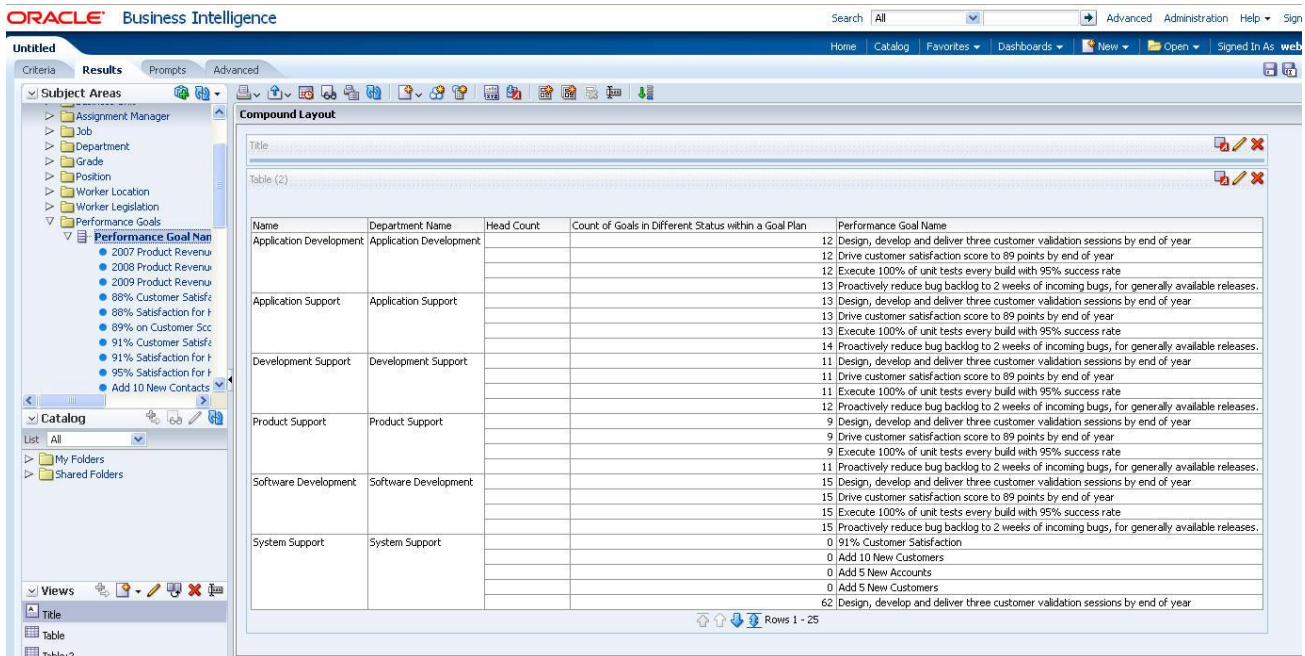 ORACLE Business Intelligence
Search All Advanced Administration Help Sign
Untitled
Home Catalog Favorites Dashboards New Open Signed In As web
Criteria Results Prompts Advanced
Subject Areas
Assignment Manager
Job
Department
Grade
Position
Worker Location
Worker Legislation
Performance Goals
Performance Goal Nam
2007 Product Revenu
2008 Product Revenu
2009 Product Revenu
88% Customer Satisfa
88% Satisfaction for H
89% on Customer Sco
91% Customer Satisfa
91% Satisfaction for H
95% Satisfaction for H
Add 10 New Contacts
Catalog
List All
My Folders
Shared Folders
Views
Title
Table
Table:2
Compound Layout
Title
Table (2)
Name Department Name Head Count Count of Goals in Different Status within a Goal Plan Performance Goal Name
Application Development Application Development 12 Design, develop and deliver three customer validation sessions by end of year
12 Drive customer satisfaction score to 89 points by end of year
12 Execute 100% of unit tests every build with 95% success rate
13 Proactively reduce bug backlog to 2 weeks of incoming bugs, for generally available releases.
Application Support Application Support 13 Design, develop and deliver three customer validation sessions by end of year
13 Drive customer satisfaction score to 89 points by end of year
13 Execute 100% of unit tests every build with 95% success rate
14 Proactively reduce bug backlog to 2 weeks of incoming bugs, for generally available releases.
Development Support Development Support 11 Design, develop and deliver three customer validation sessions by end of year
11 Drive customer satisfaction score to 89 points by end of year
11 Execute 100% of unit tests every build with 95% success rate
12 Proactively reduce bug backlog to 2 weeks of incoming bugs, for generally available releases.
Product Support Product Support 9 Design, develop and deliver three customer validation sessions by end of year
9 Drive customer satisfaction score to 89 points by end of year
9 Execute 100% of unit tests every build with 95% success rate
11 Proactively reduce bug backlog to 2 weeks of incoming bugs, for generally available releases.
Software Development Software Development 15 Design, develop and deliver three customer validation sessions by end of year
15 Drive customer satisfaction score to 89 points by end of year
15 Execute 100% of unit tests every build with 95% success rate
15 Proactively reduce bug backlog to 2 weeks of incoming bugs, for generally available releases.
System Support System Support 0 91% Customer Satisfaction
0 Add 10 New Customers
0 Add 5 New Accounts
0 Add 5 New Customers
62 Design, develop and deliver three customer validation sessions by end of year
Rows 1 - 25